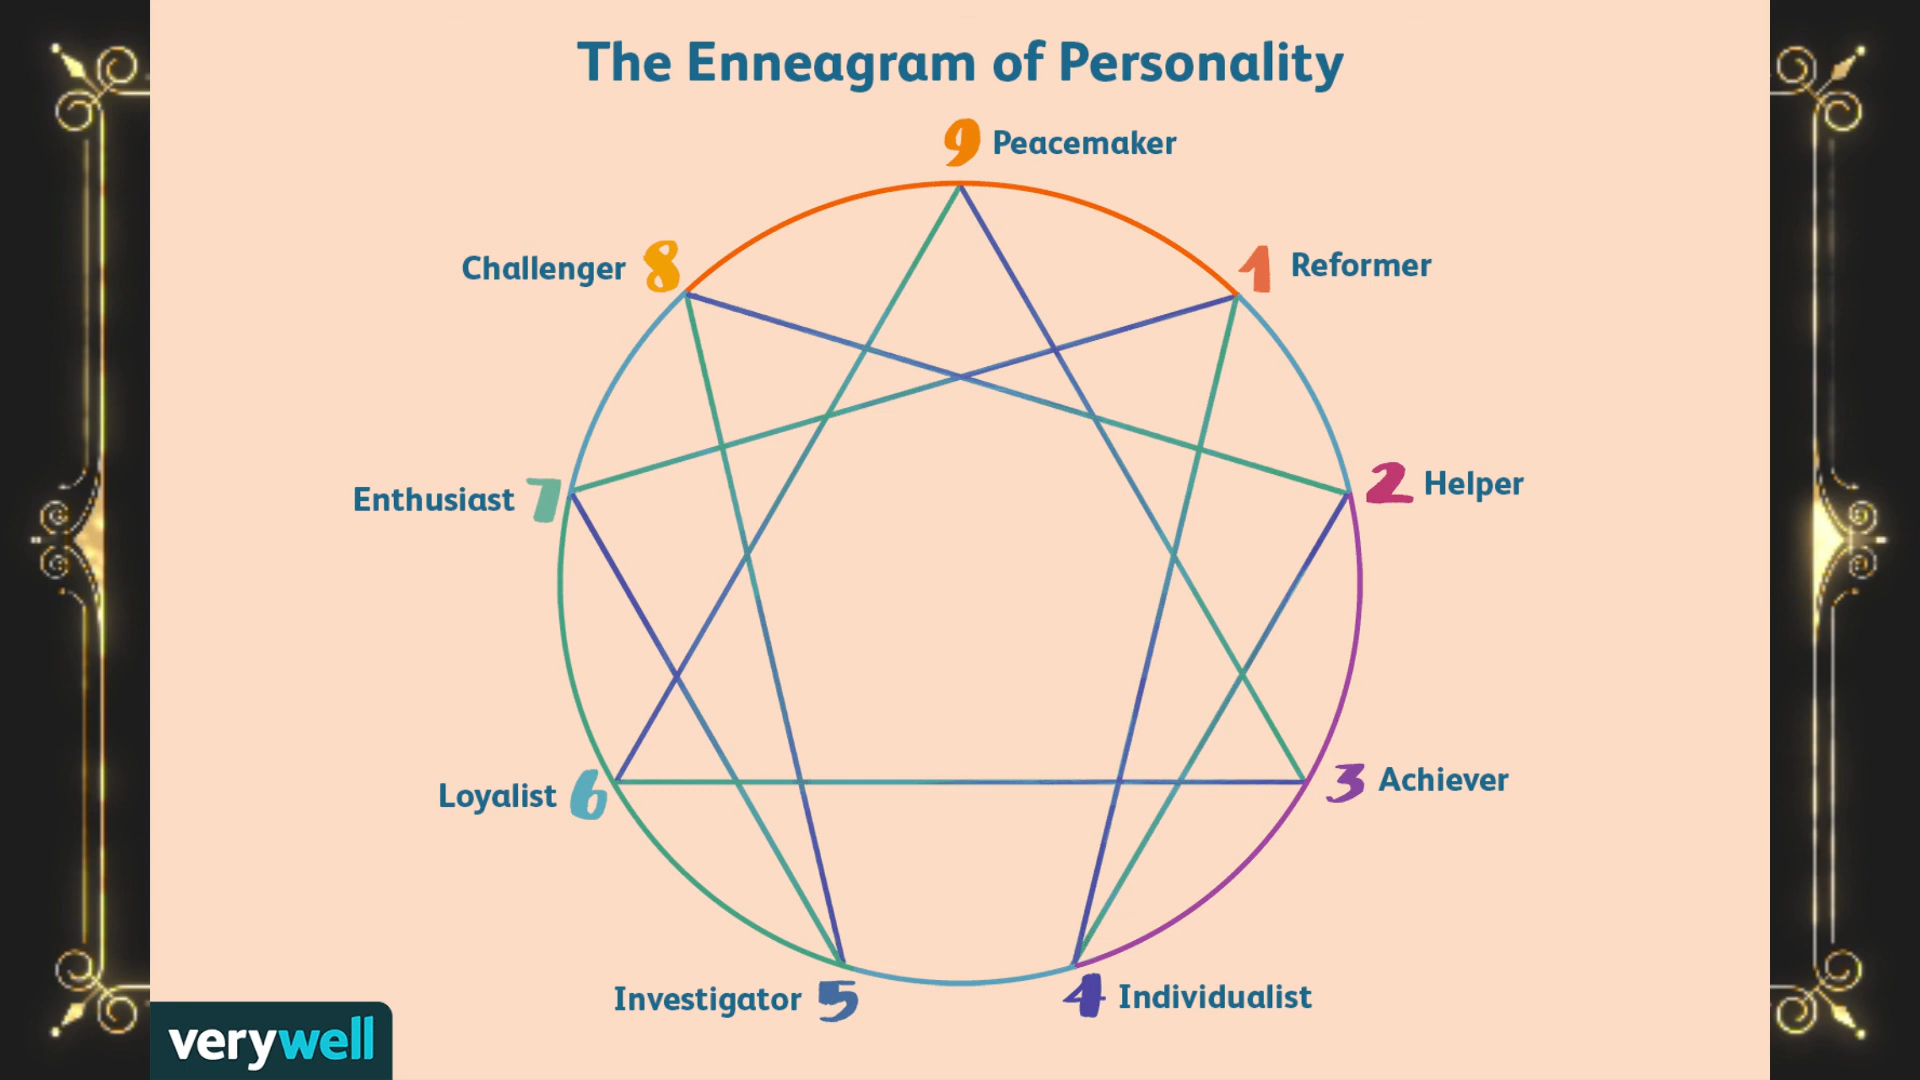 The Enneagram of Personality
9 Peacemaker
Challenger 8
1 Reformer
Enthusiast 7
2 Helper
Loyalist 6
3 Achiever
Investigator 5
4 Individualist
verywell